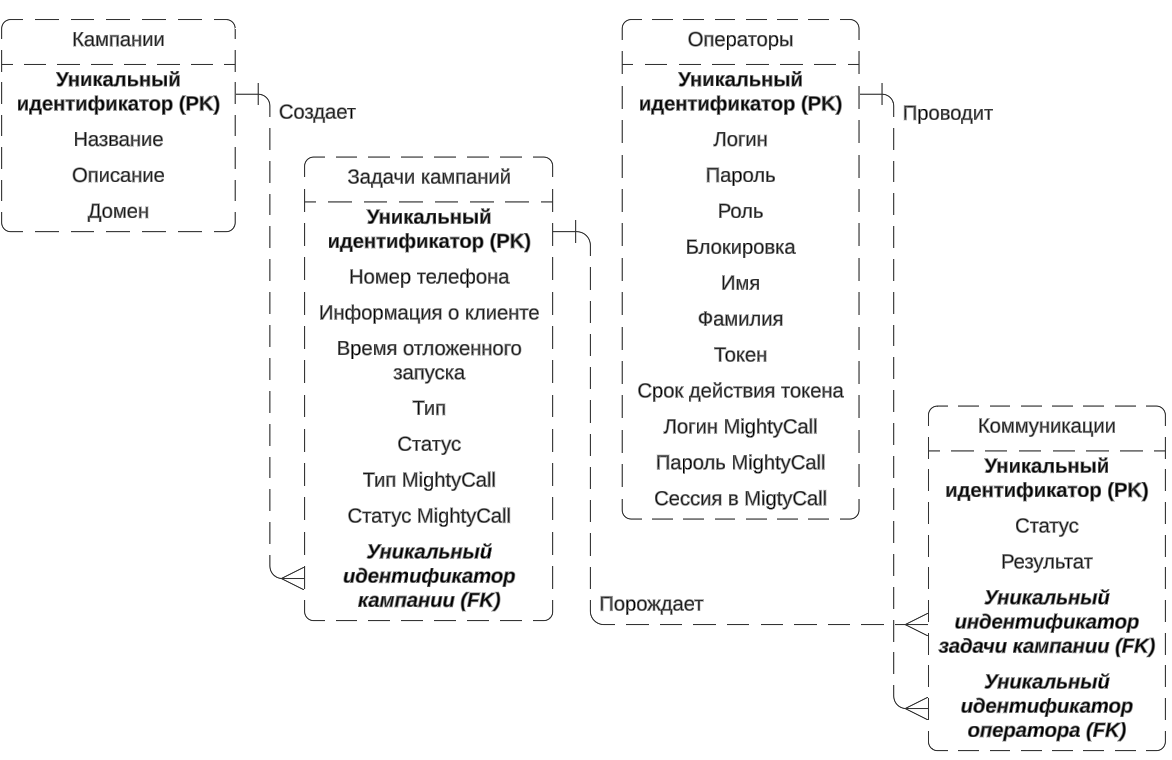 Кампании
Уникальный
идентификатор (PK)
Название
Описание
Домен
Создает
Задачи кампаний
Уникальный
идентификатор (PK)
Номер телефона
Информация о клиенте
Время отложенного
запуска
Тип
Статус
Тип MightyCall
Статус MightyCall
Уникальный
идентификатор
кампании (FK)
Порождает
Операторы
Уникальный
идентификатор (PK)
Логин
Пароль
Роль
Блокировка
Имя
Фамилия
Токен
Срок действия токена
Логин MightyCall
Пароль MightyCall
Сессия в MigtyCall
Проводит
Коммуникации
Уникальный
идентификатор (PK)
Статус
Результат
Уникальный
индентификатор
задачи кампании (FK)
Уникальный
идентификатор
оператора (FK)